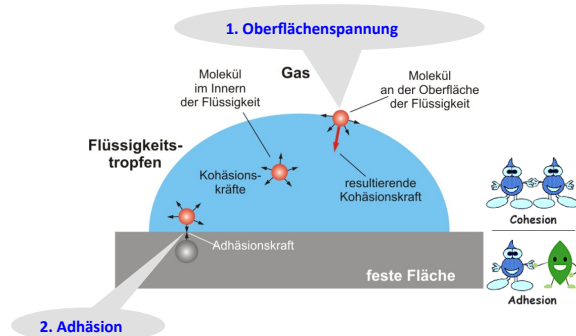 1. Oberflächenspannung
Gas
Molekül
im Innern
der Flüssigkeit
Molekül
an der Oberfläche
der Flüssigkeit
Flüssigkeits-
tropfen
Kohäsions-
kräfte
resultierende
Kohäsionskraft
Adhäsionskraft
feste Fläche
2. Adhäsion
Cohesion
Adhesion